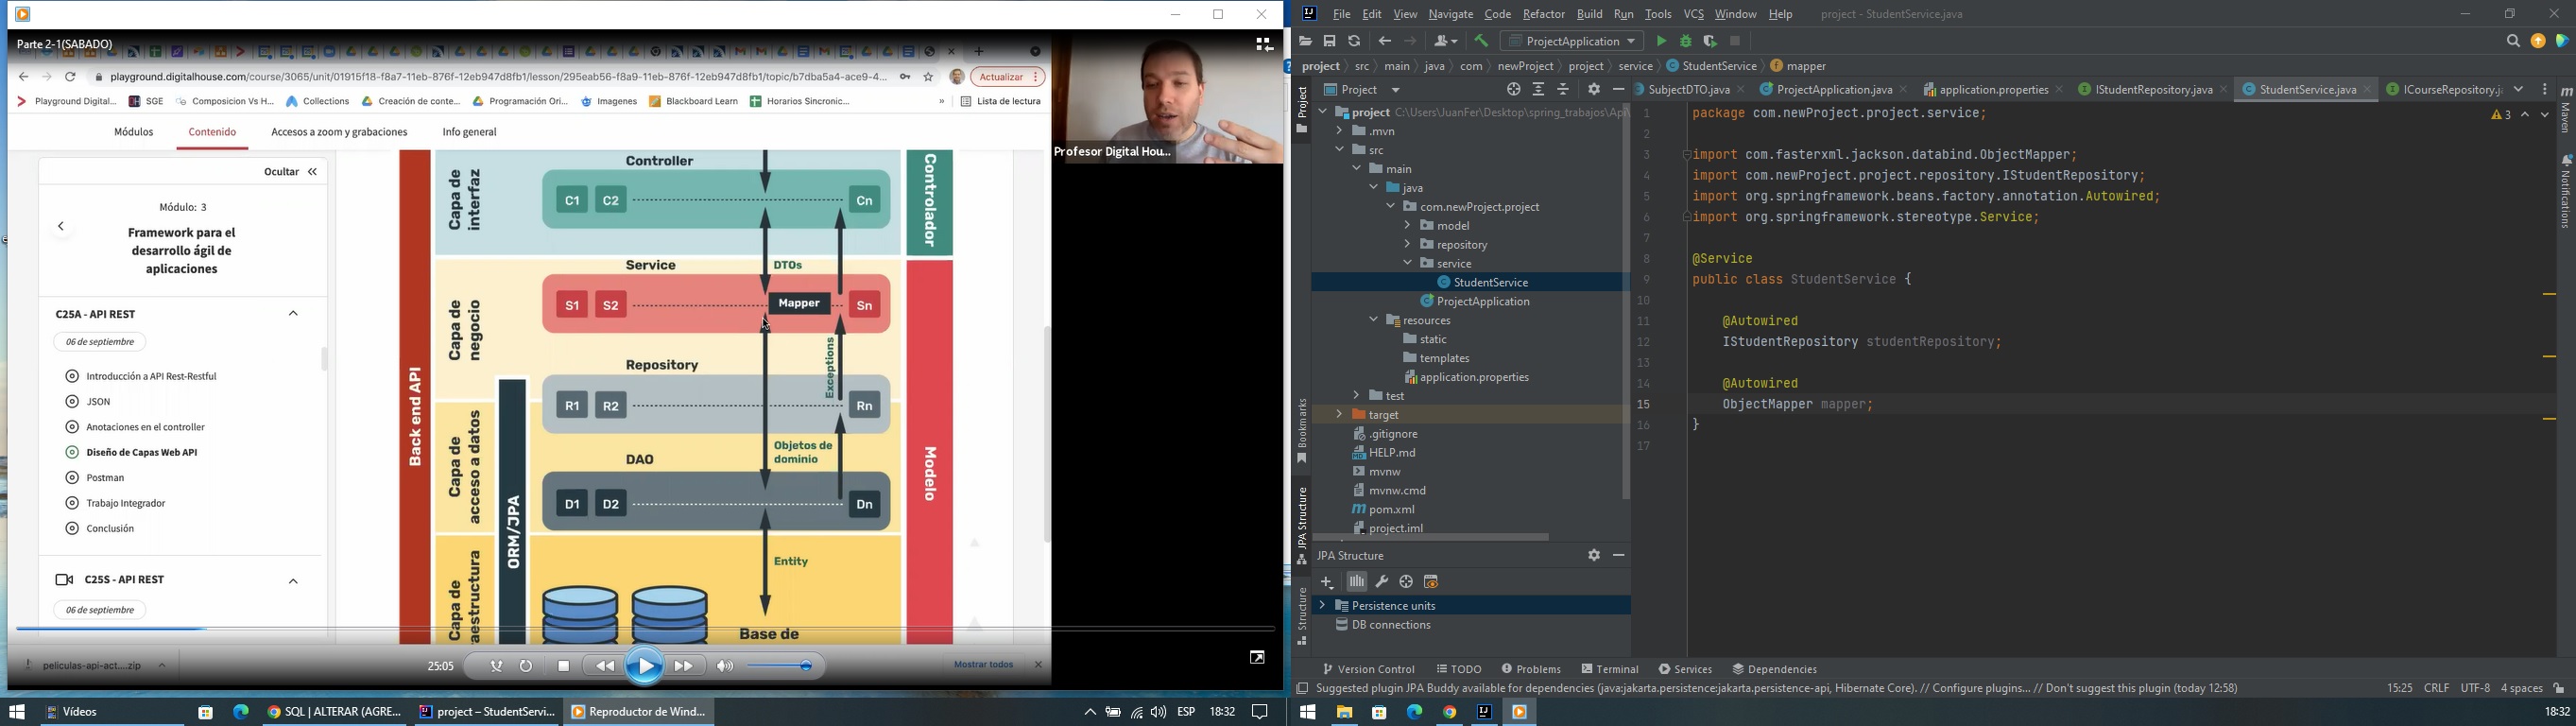 Parte 2-1(SABADO)
playground.digitalhouse.com/course/3065/unit/01915f18-f8a7-11eb-876f-12eb947d8fb1/lesson/295eab56-f8a9-11eb-876f-12eb947d8fb1/topic/b7dba5a4-ace9-4...
Actualizar
Playground Digital...
SGE
Composicion Vs H...
Collections
Creación de conte...
Programación Ori...
Imagenes
Blackboard Learn
Horarios Sincronic...
»
Lista de lectura
Módulos
Contenido
Accesos a zoom y grabaciones
Info general
Profesor Digital Hou...
Ocultar
Módulo: 3
Framework para el
desarrollo ágil de
aplicaciones
C25A - API REST
06 de septiembre
Introducción a API Rest-Restful
JSON
Anotaciones en el controller
Diseño de Capas Web API
Postman
Trabajo Integrador
Conclusión
C25S - API REST
06 de septiembre
Back end API
Capa de
interfaz
Controller
C1 C2 Cn
Controlador
Capa de
negocio
Service
DTOs
S1 S2 Mapper Sn
Exceptions
Repository
R1 R2 Rn
Capa de
acceso a datos
ORM/JPA
Objetos de
dominio
DAO
D1 D2 Dn
Modelo
Capa de
aestructura
Entity
Base de
peliculas-api-act....zip
25:05
Mostrar todos
Vídeos
SQL | ALTERAR (AGRE...
project – StudentServi...
Reproductor de Wind...
ESP
18:32
File Edit View Navigate Code Refactor Build Run Tools VCS Window Help
project - StudentService.java
ProjectApplication
project src main java com newProject project service StudentService mapper
Project
SubjectDTO.java
ProjectApplication.java
application.properties
IStudentRepository.java
StudentService.java
ICourseRepository.j
Project
Bookmarks
JPA Structure
Structure
Maven
Notifications
project C:\Users\JuanFer\Desktop\spring_trabajos\Api\
.mvn
src
main
java
com.newProject.project
model
repository
service
StudentService
ProjectApplication
resources
static
templates
application.properties
test
target
.gitignore
HELP.md
mvnw
mvnw.cmd
pom.xml
project.iml
JPA Structure
Persistence units
DB connections
3
1 package com.newProject.project.service;
2
3 import com.fasterxml.jackson.databind.ObjectMapper;
4 import com.newProject.project.repository.IStudentRepository;
5 import org.springframework.beans.factory.annotation.Autowired;
6 import org.springframework.stereotype.Service;
7
8 @Service
9 public class StudentService {
10
11 @Autowired
12 IStudentRepository studentRepository;
13
14 @Autowired
15 ObjectMapper mapper;
16 }
17
Version Control TODO Problems Terminal Services Dependencies
Suggested plugin JPA Buddy available for dependencies (java:jakarta.persistence:jakarta.persistence-api, Hibernate Core). // Configure plugins... // Don't suggest this plugin (today 12:58)
15:25 CRLF UTF-8 4 spaces
18:32